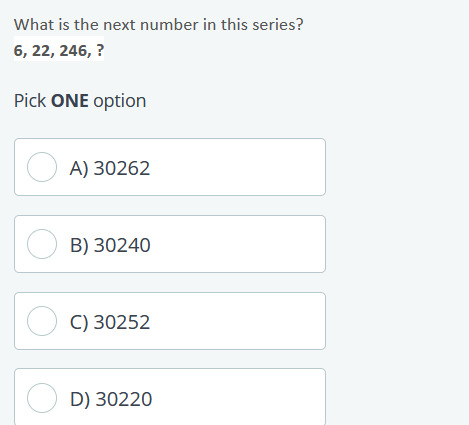 What is the next number in this series?
6, 22, 246, ?
Pick ONE option
A) 30262
B) 30240
C) 30252
D) 30220